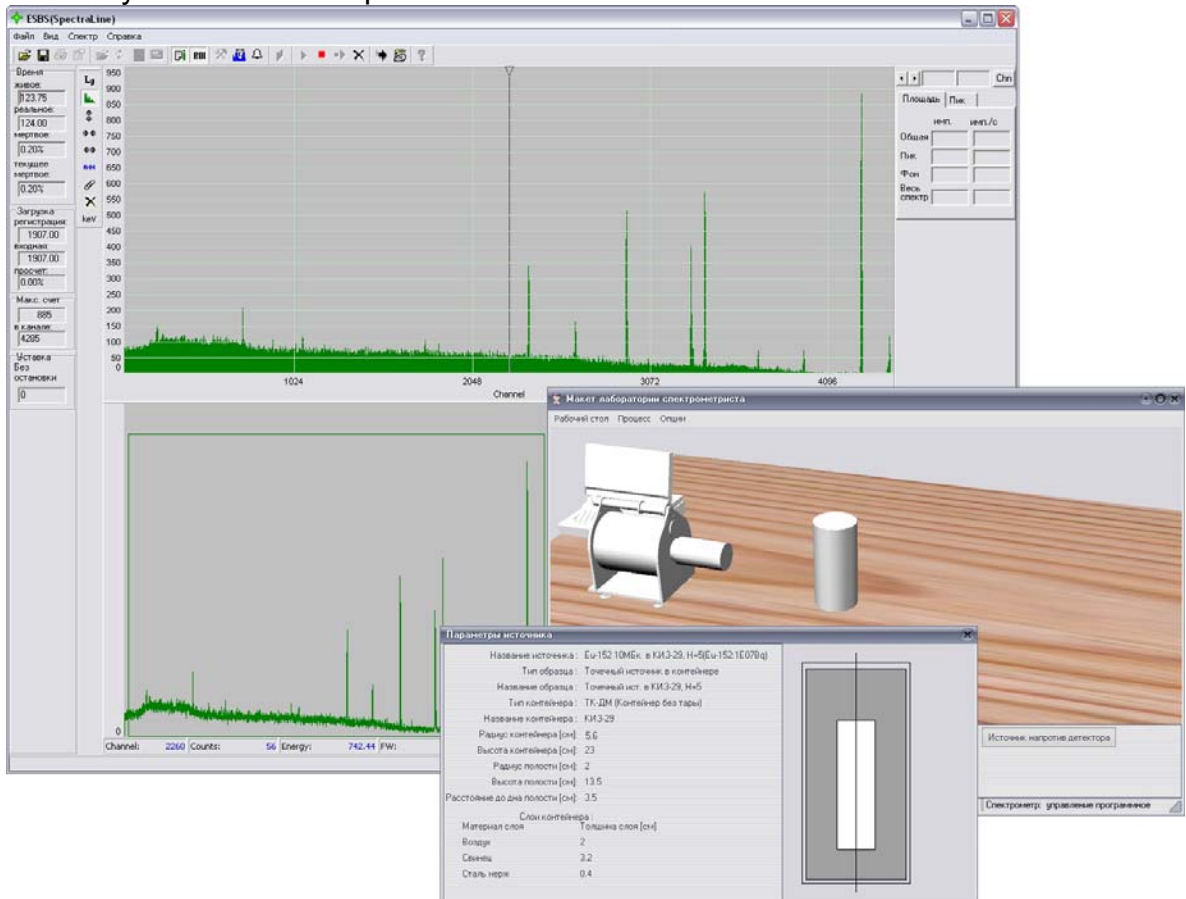 ESBS(SpectraLine)
Файл Вид Спектр Справка
Время
живое:
123.75
реальное:
124.00
мертвое:
0.20%
текущее
мертвое:
0.20%
Загрузка
регистрация:
1907.00
входная:
1907.00
просчет:
0.00%
Макс. счет
885
в канале:
4285
Уставка
Без
остановки
0
Lg
keV
950
900
850
800
750
700
650
600
550
500
450
400
350
300
250
200
150
100
50
0
1024 2048 3072 4096
Channel
Chn
Площадь Пик
имп. имп./с
Общая
Пик
Фон
Весь
спектр
0
Channel: 2260 Counts: 56 Energy: 742.44 FW:
Макет лаборатории спектрометриста
Рабочий стол Процесс Опции
Источник напротив детектора
Спектрометр: управление программное
Параметры источника
Название источника : Eu-152 10МБк. в КИЗ-29, H=5(Eu-152:1E07Bq)
Тип образца : Точечный источник в контейнере
Название образца : Точечный ист. в КИЗ-29, H=5
Тип контейнера : ТК-ДМ (Контейнер без тары)
Название контейнера : КИЗ-29
Радиус контейнера [см]: 5.6
Высота контейнера [см]: 23
Радиус полости [см]: 2
Высота полости [см]: 13.5
Расстояние до дна полости [см]: 3.5
Слои контейнера :
Материал слоя Толщина слоя [см]
Воздух 2
Свинец 3.2
Сталь нерж 0.4